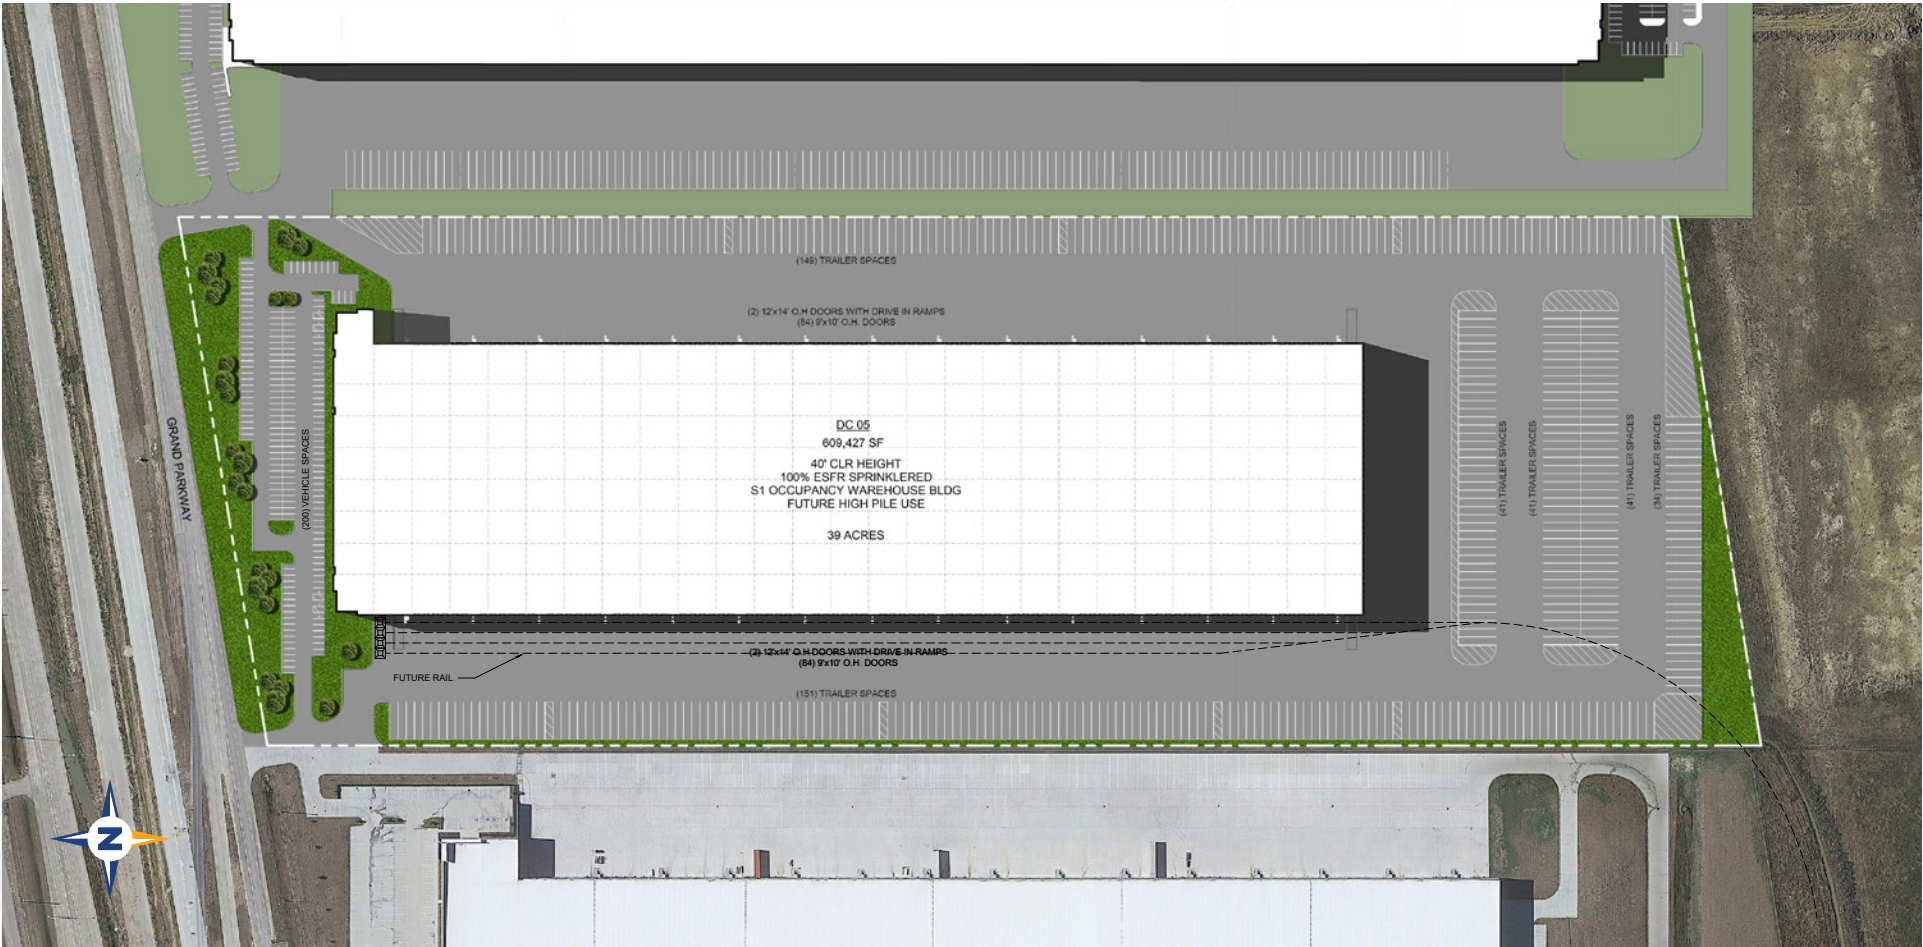 (149) TRAILER SPACES
(2) 12'x14' O.H DOORS WITH DRIVE IN RAMPS
(84) 9'x10' O.H. DOORS
GRAND PARKWAY
(200) VEHICLE SPACES
DC 05
609,427 SF
40' CLR HEIGHT
100% ESFR SPRINKLERED
S1 OCCUPANCY WAREHOUSE BLDG
FUTURE HIGH PILE USE
39 ACRES
(41) TRAILER SPACES
(41) TRAILER SPACES
(41) TRAILER SPACES
(34) TRAILER SPACES
(2) 12'x14' O.H DOORS WITH DRIVE IN RAMPS
(84) 9'x10' O.H. DOORS
FUTURE RAIL
(151) TRAILER SPACES
N